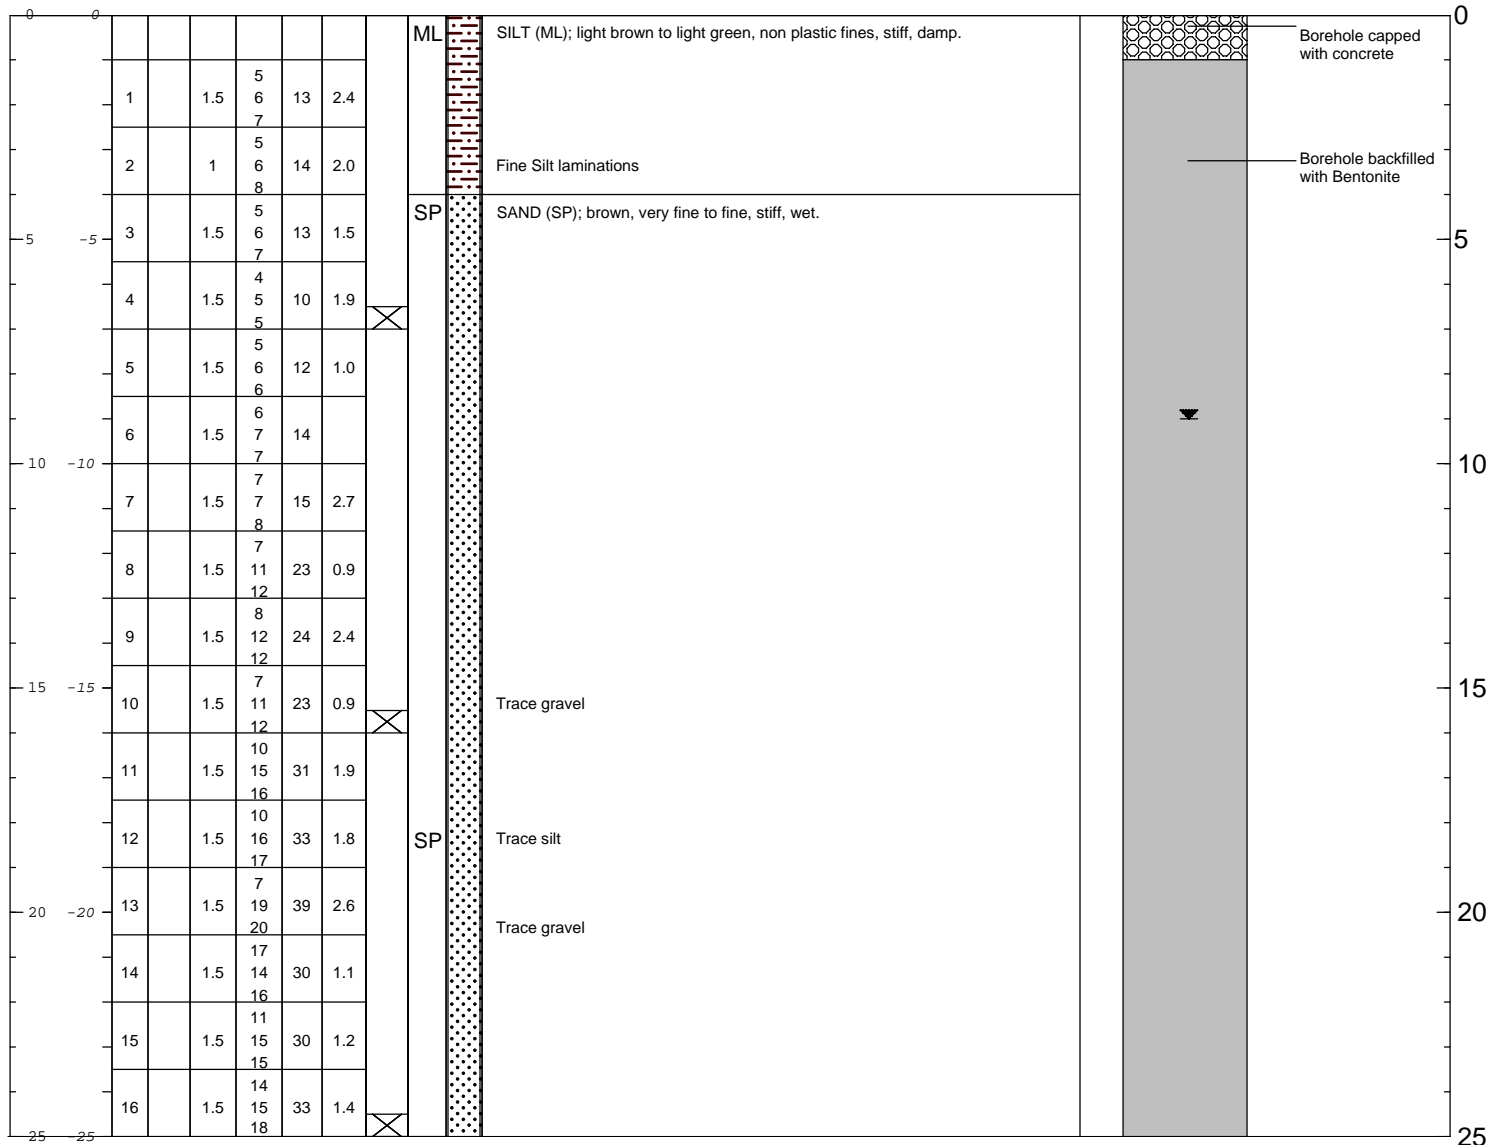 0 0 ML SILT (ML); light brown to light green, non plastic fines, stiff, damp. 0
Borehole capped
with concrete
5
1 1.5 6 13 2.4
7
5
2 1 6 14 2.0 Fine Silt laminations
8
Borehole backfilled
with Bentonite
SP SAND (SP); brown, very fine to fine, stiff, wet.
5
3 1.5 6 13 1.5
7
5 -5 5
4
4 1.5 5 10 1.9
5
5
5 1.5 6 12 1.0
6
6
6 1.5 7 14
7
10 -10 10
7
7 1.5 7 15 2.7
8
7
8 1.5 11 23 0.9
12
8
9 1.5 12 24 2.4
12
15 -15 15
7
10 1.5 11 23 0.9 Trace gravel
12
10
11 1.5 15 31 1.9
16
10
12 1.5 16 33 1.8 SP Trace silt
17
7
13 1.5 19 39 2.6
20
20 -20 20
Trace gravel
17
14 1.5 14 30 1.1
16
11
15 1.5 15 30 1.2
15
14
16 1.5 15 33 1.4
18
25 -25 25